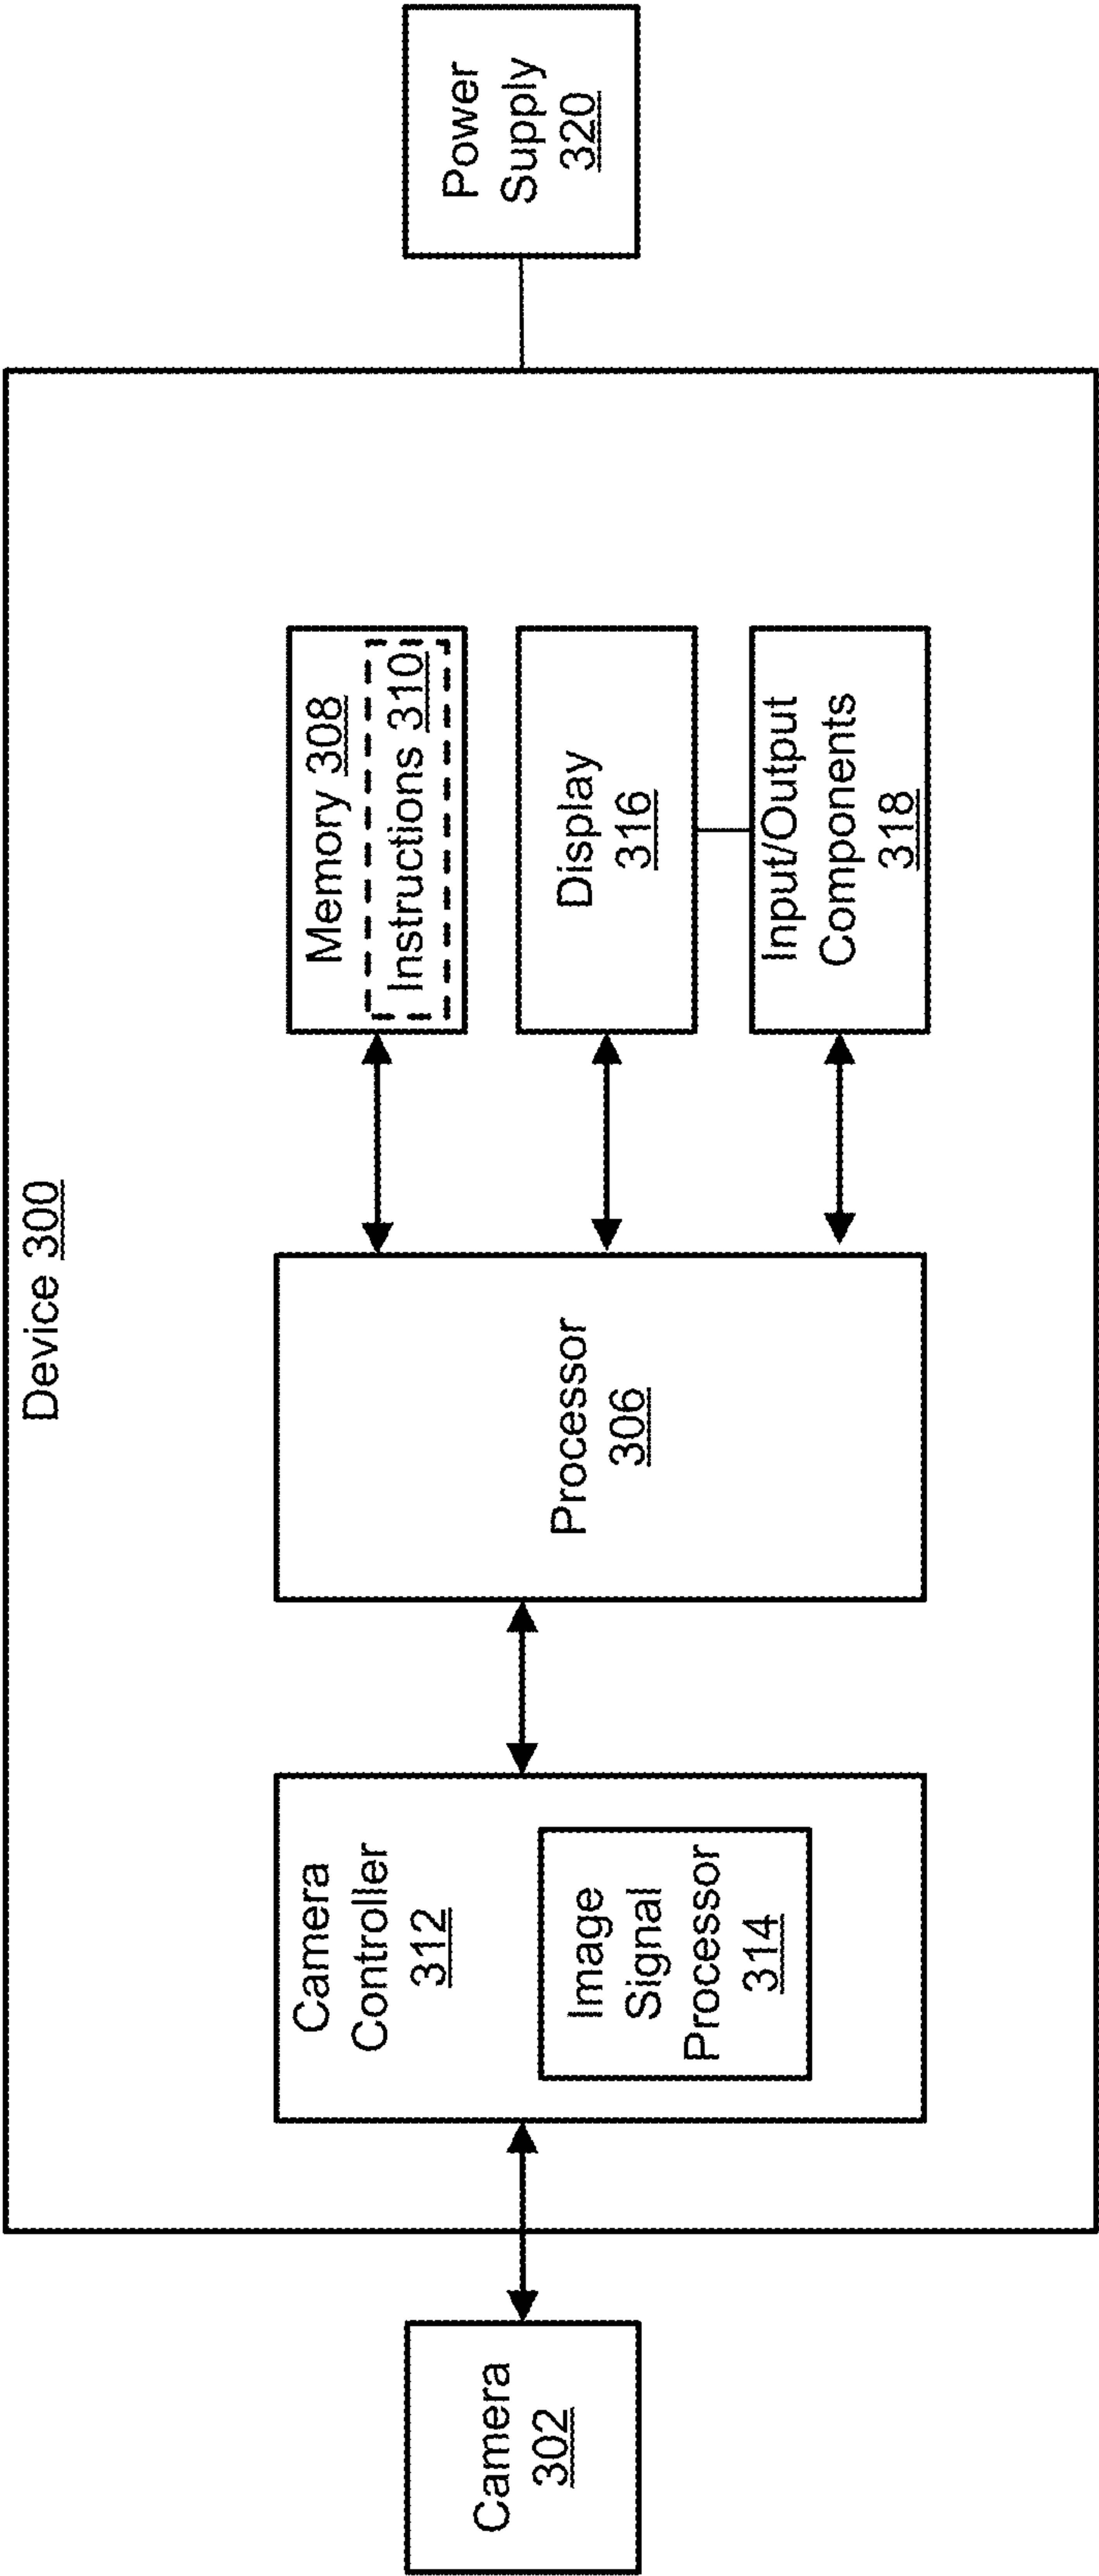 Device 300
Camera
302
Camera
Controller
312
Image
Signal
Processor
314
Processor
306
Memory 308
Instructions 310
Display
316
Input/Output
Components
318
Power
Supply
320